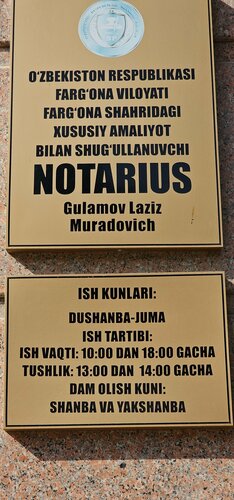 O‘ZBEKISTON RESPUBLIKASI
FARG‘ONA VILOYATI
FARG‘ONA SHAHRIDAGI
XUSUSIY AMALIYOT
BILAN SHUG‘ULLANUVCHI
NOTARIUS
Gulamov Laziz
Muradovich
ISH KUNLARI:
DUSHANBA-JUMA
ISH TARTIBI:
ISH VAQTI: 10:00 DAN 18:00 GACHA
TUSHLIK: 13:00 DAN 14:00 GACHA
DAM OLISH KUNI:
SHANBA VA YAKSHANBA